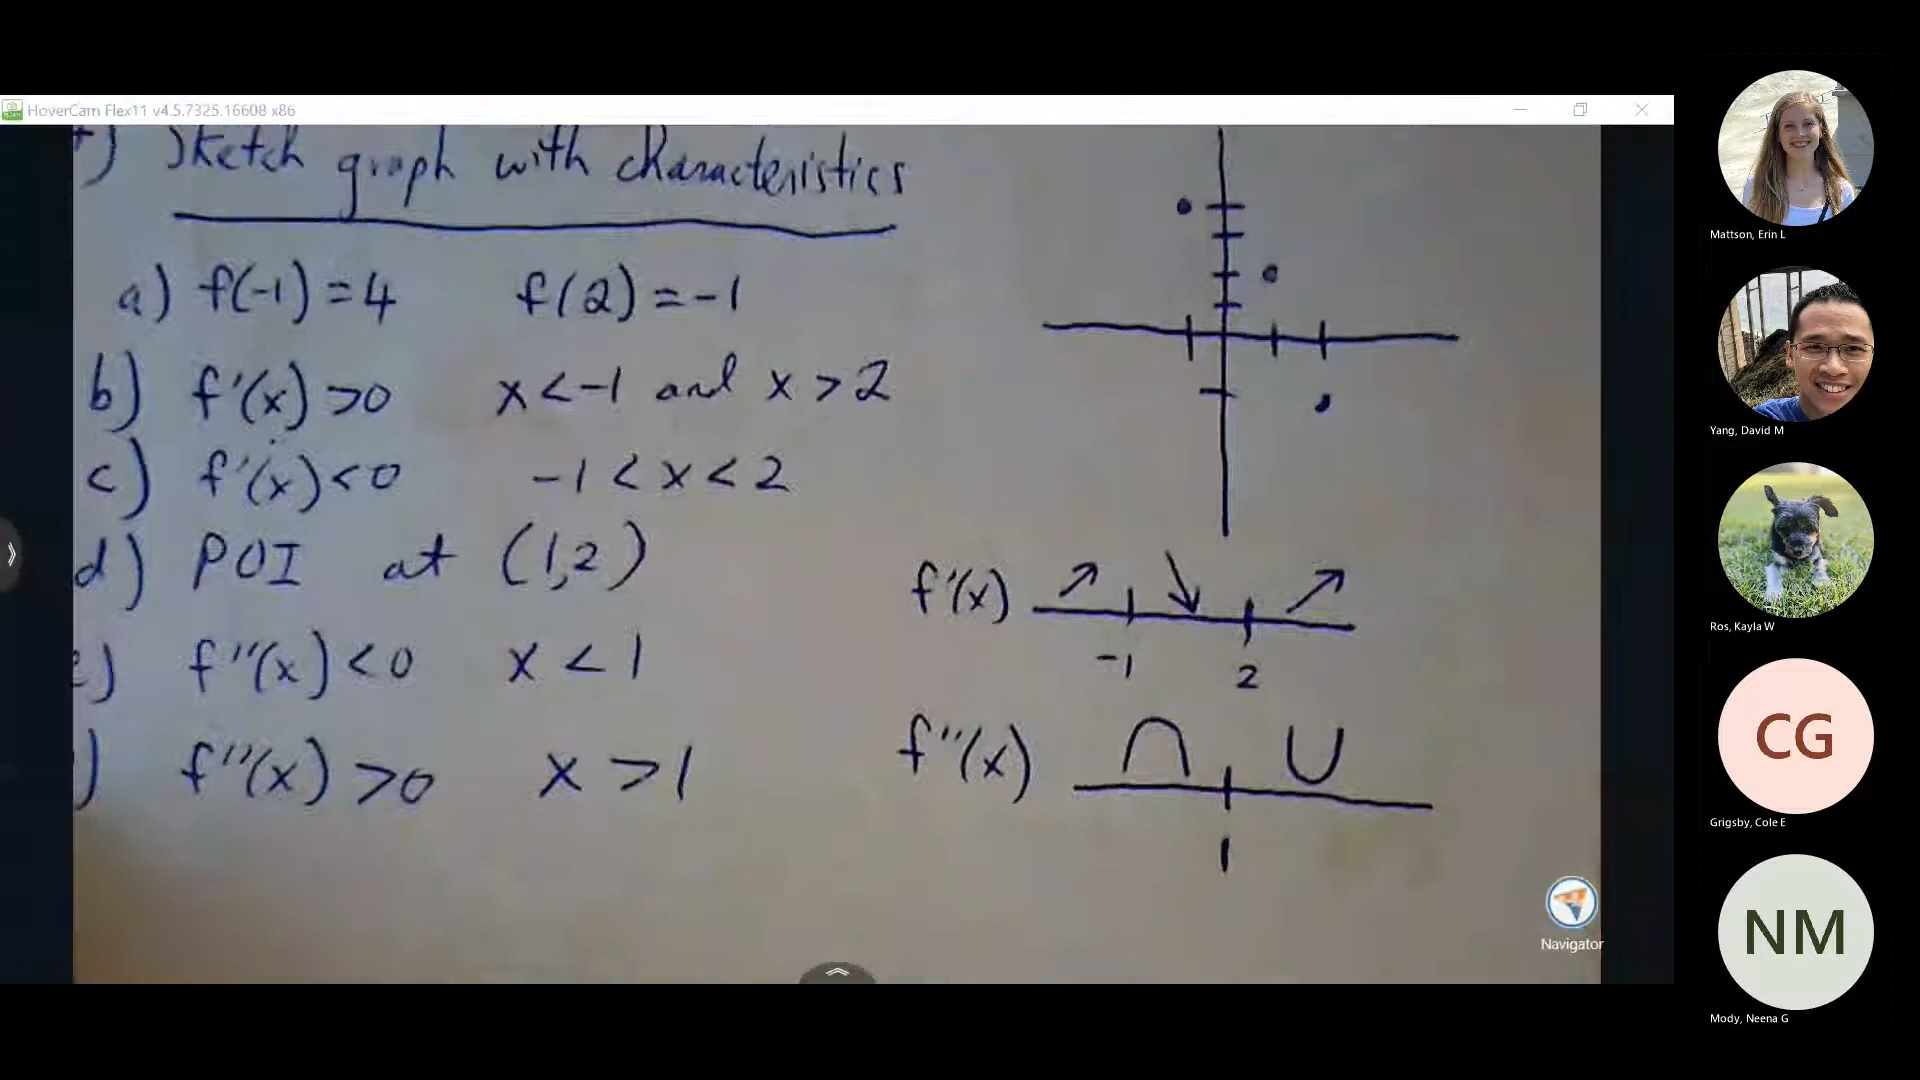 HoverCam Flex11 v4.5.7325.16608 x86
) Sketch graph with characteristics
a) f(-1) = 4 f(2) = -1
b) f'(x) >0 x < -1 and x > 2
c) f'(x) <0 -1 < x < 2
d) POI at (1,2)
) f''(x) <0 x < 1
) f''(x) >0 x > 1
f'(x)
-1 2
f''(x)
1
Navigator
Mattson, Erin L
Yang, David M
Ros, Kayla W
CG
Grigsby, Cole E
NM
Mody, Neena G